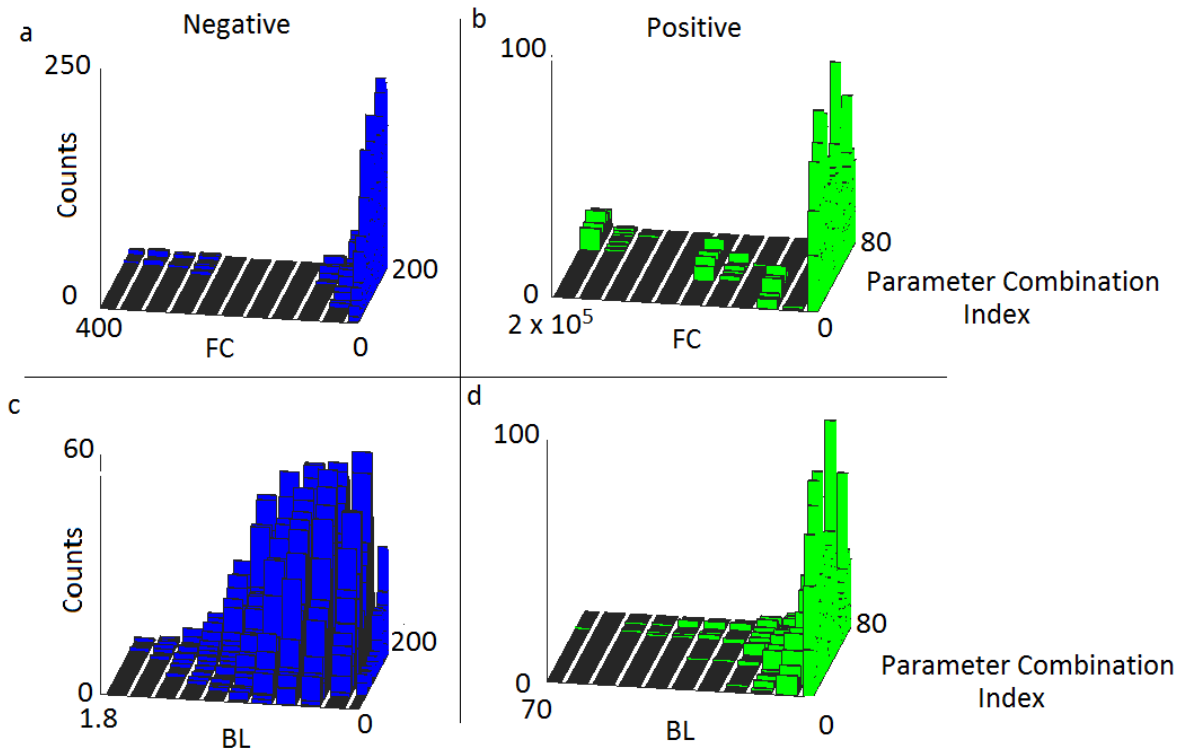 a
Negative
250
Counts
0
400
FC
0
200
b
Positive
100
0
2 x 10⁵
FC
0
80
Parameter Combination
Index
c
60
Counts
0
1.8
BL
0
200
d
100
0
70
BL
0
80
Parameter Combination
Index